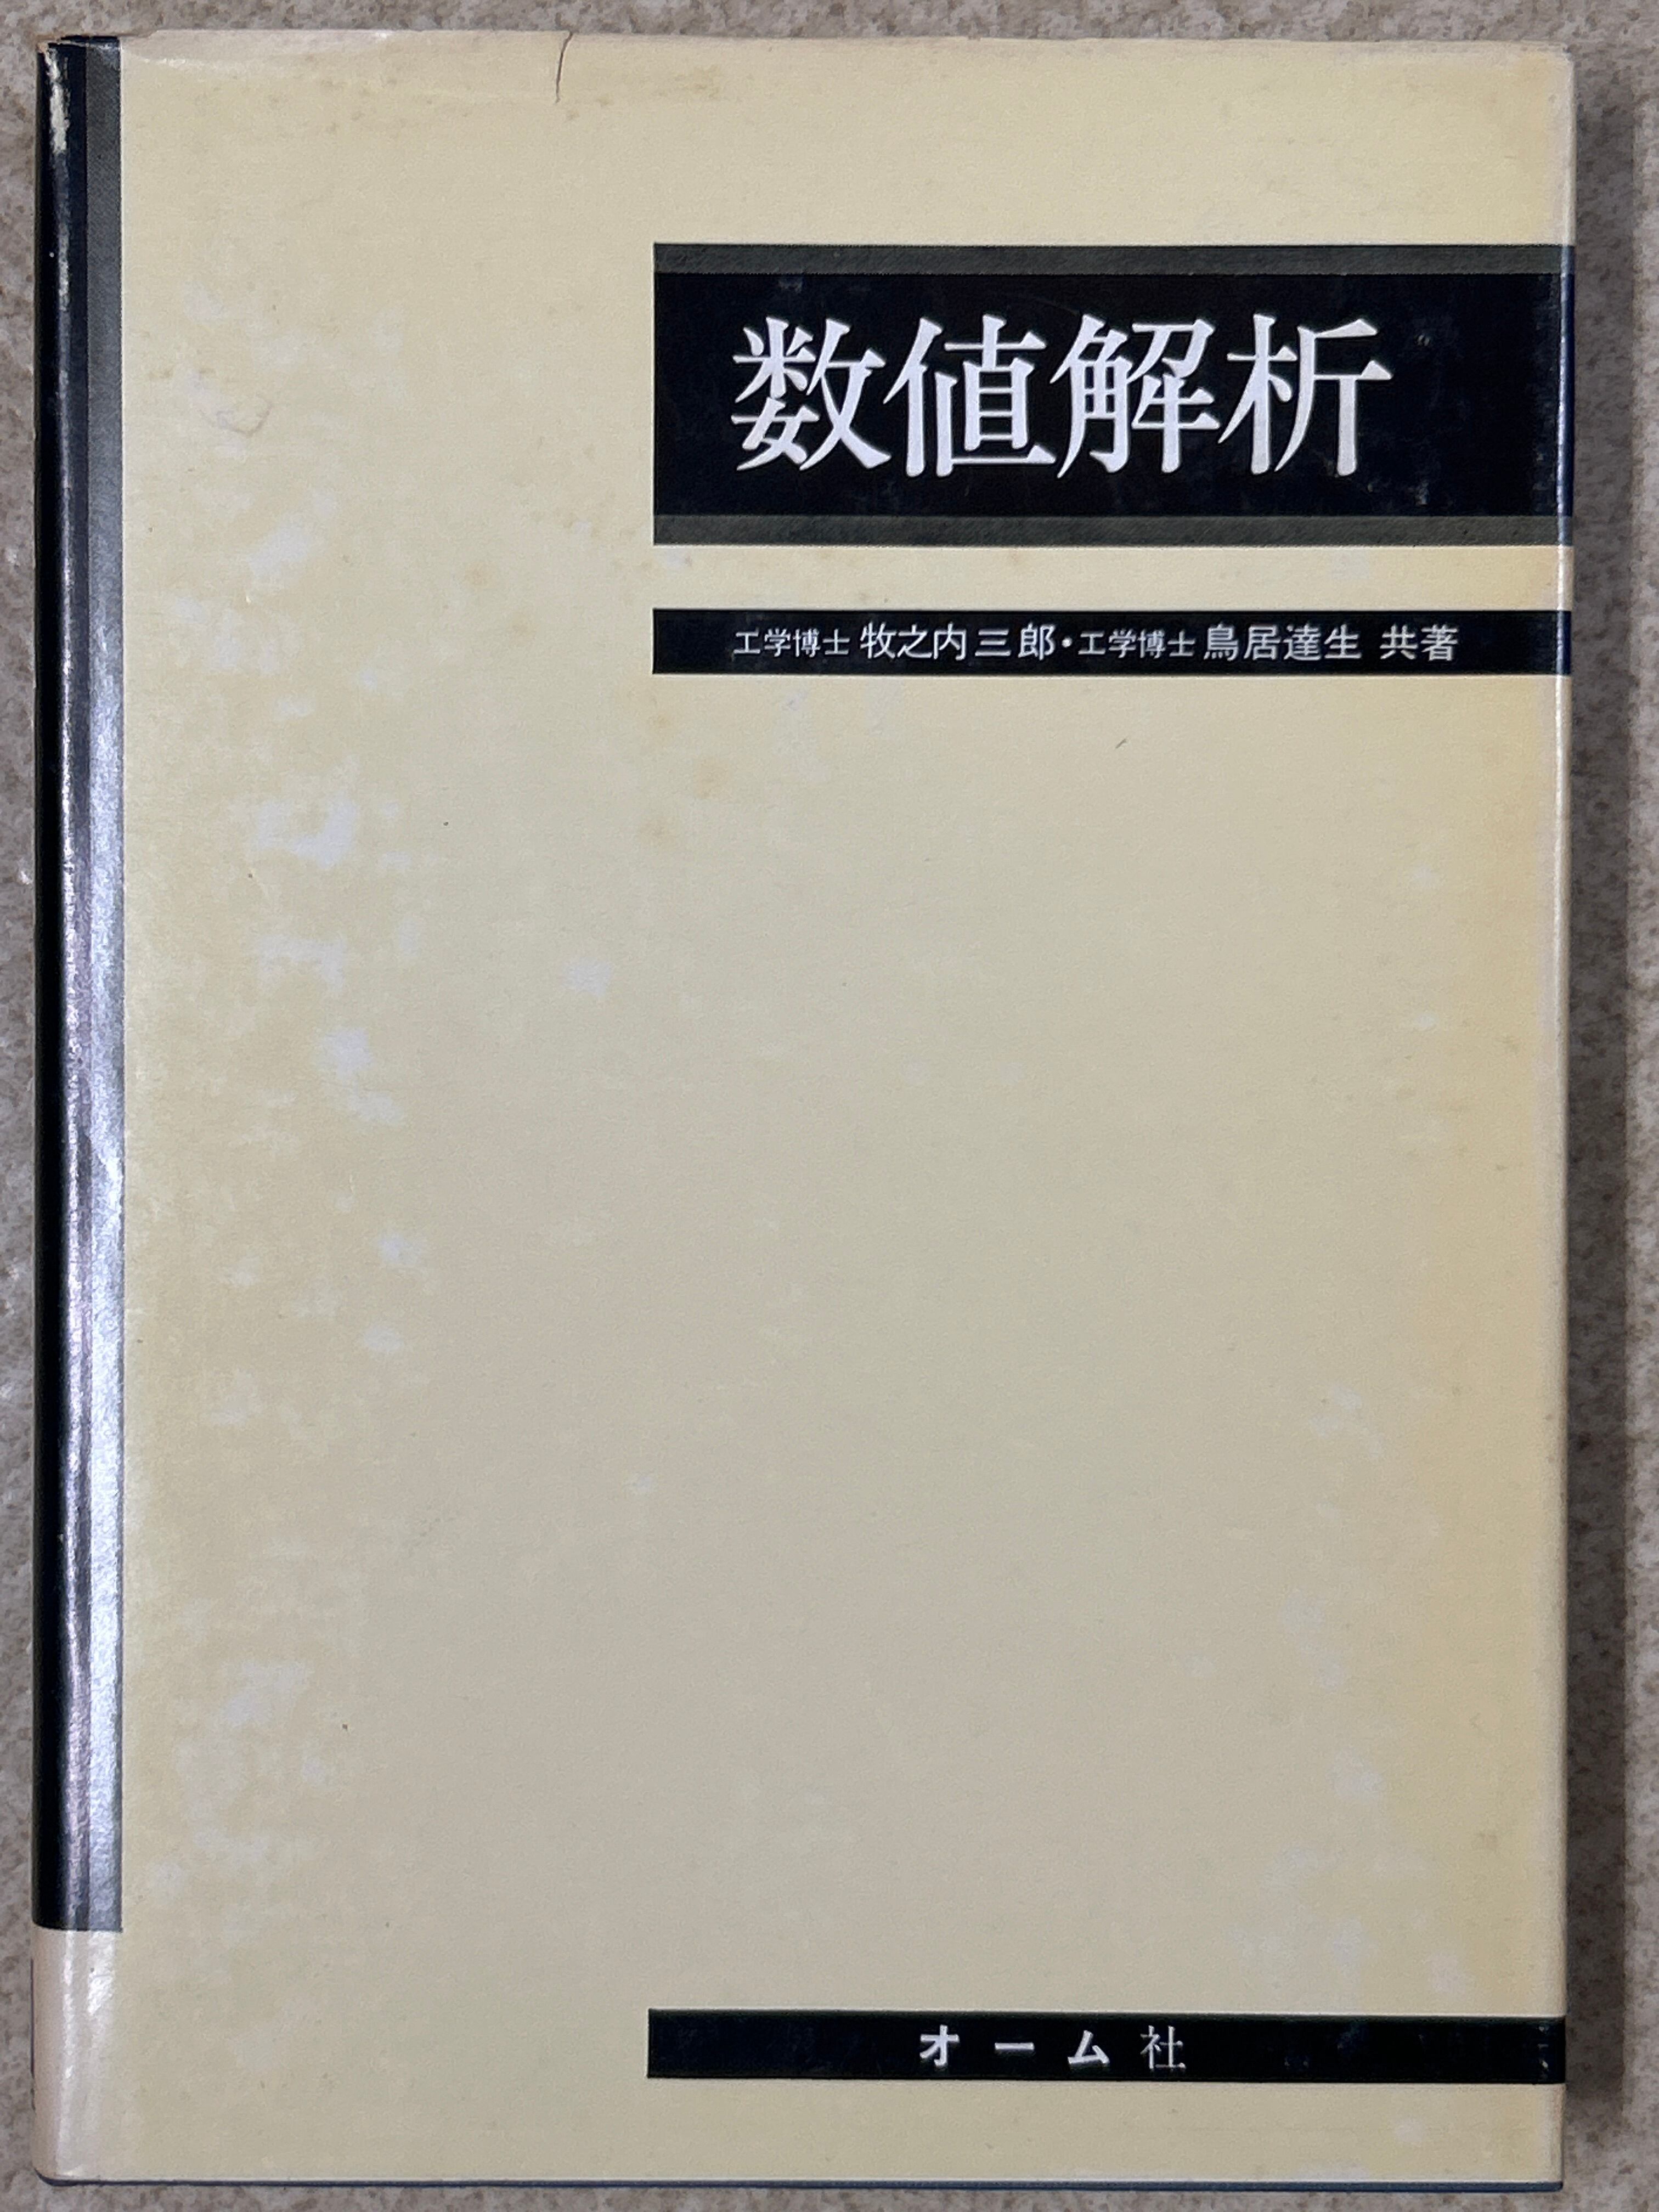 数値解析
工学博士 牧之内三郎・工学博士 鳥居達生 共著
オーム社